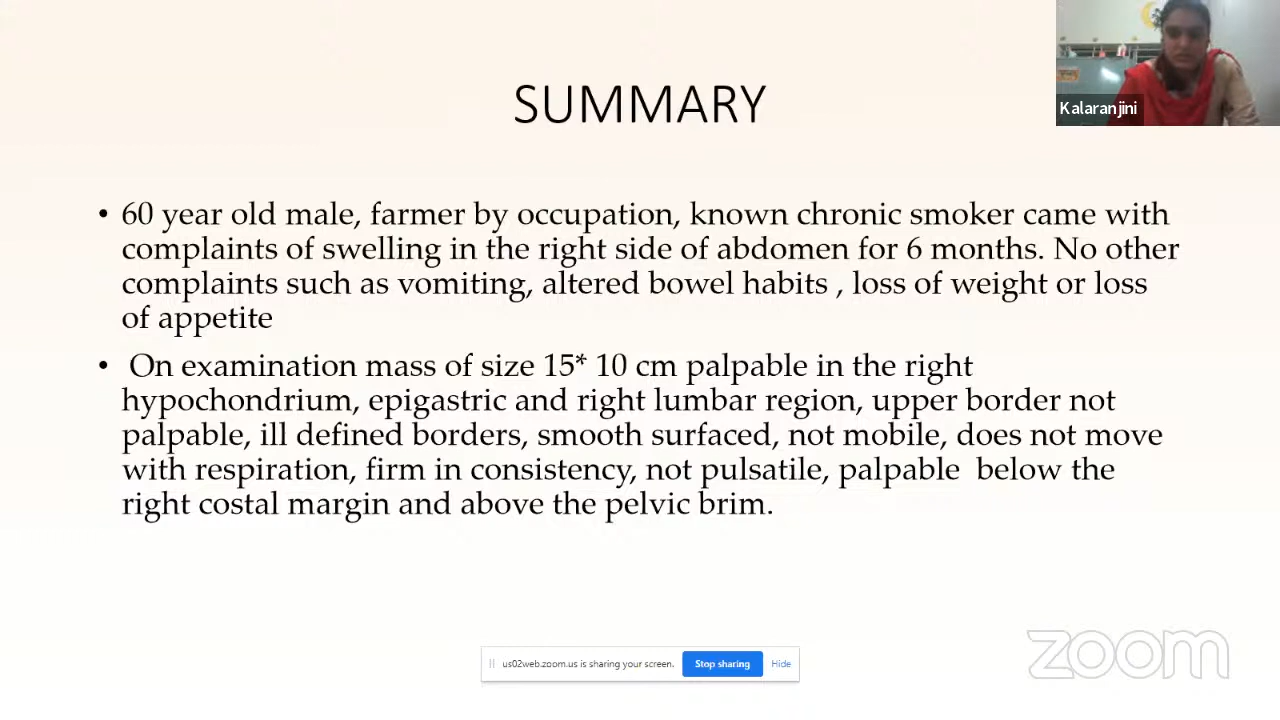 SUMMARY
Kalaranjini
• 60 year old male, farmer by occupation, known chronic smoker came with
complaints of swelling in the right side of abdomen for 6 months. No other
complaints such as vomiting, altered bowel habits , loss of weight or loss
of appetite
• On examination mass of size 15* 10 cm palpable in the right
hypochondrium, epigastric and right lumbar region, upper border not
palpable, ill defined borders, smooth surfaced, not mobile, does not move
with respiration, firm in consistency, not pulsatile, palpable  below the
right costal margin and above the pelvic brim.
us02web.zoom.us is sharing your screen. Stop sharing Hide
zoom